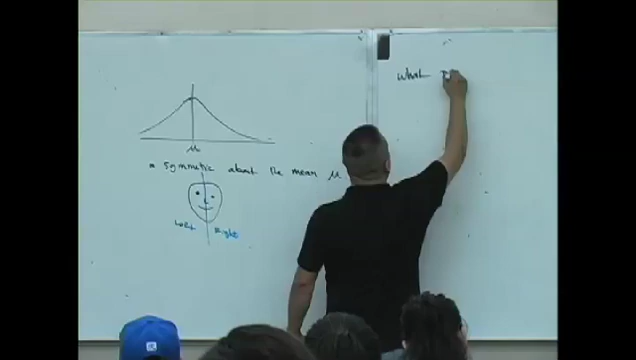 μ
symmetric about the mean μ
Left Right
what